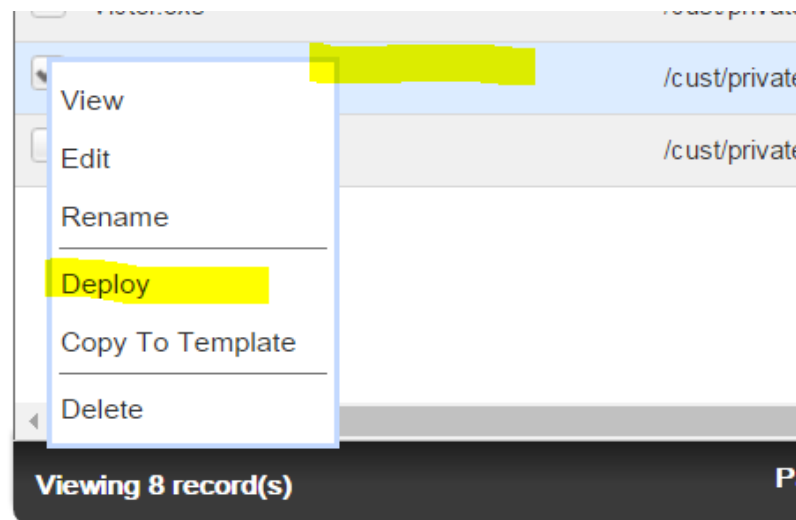 /cust/private
View
/cust/private
Edit
Rename
Deploy
Copy To Template
Delete
Viewing 8 record(s)